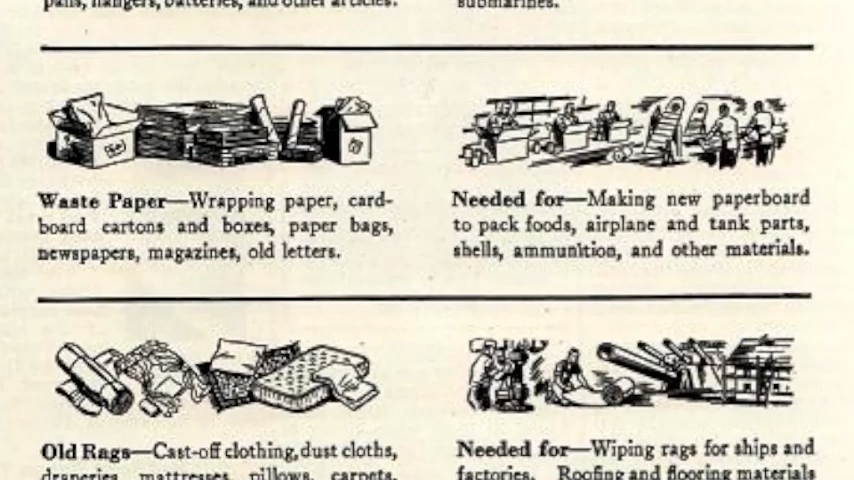 pans, hangers, batteries, and other articles.
submarines.
Waste Paper—Wrapping paper, card-
board cartons and boxes, paper bags,
newspapers, magazines, old letters.
Needed for—Making new paperboard
to pack foods, airplane and tank parts,
shells, ammunition, and other materials.
Old Rags—Cast-off clothing, dust cloths,
draperies, mattresses, pillows, carpets,
Needed for—Wiping rags for ships and
factories. Roofing and flooring materials